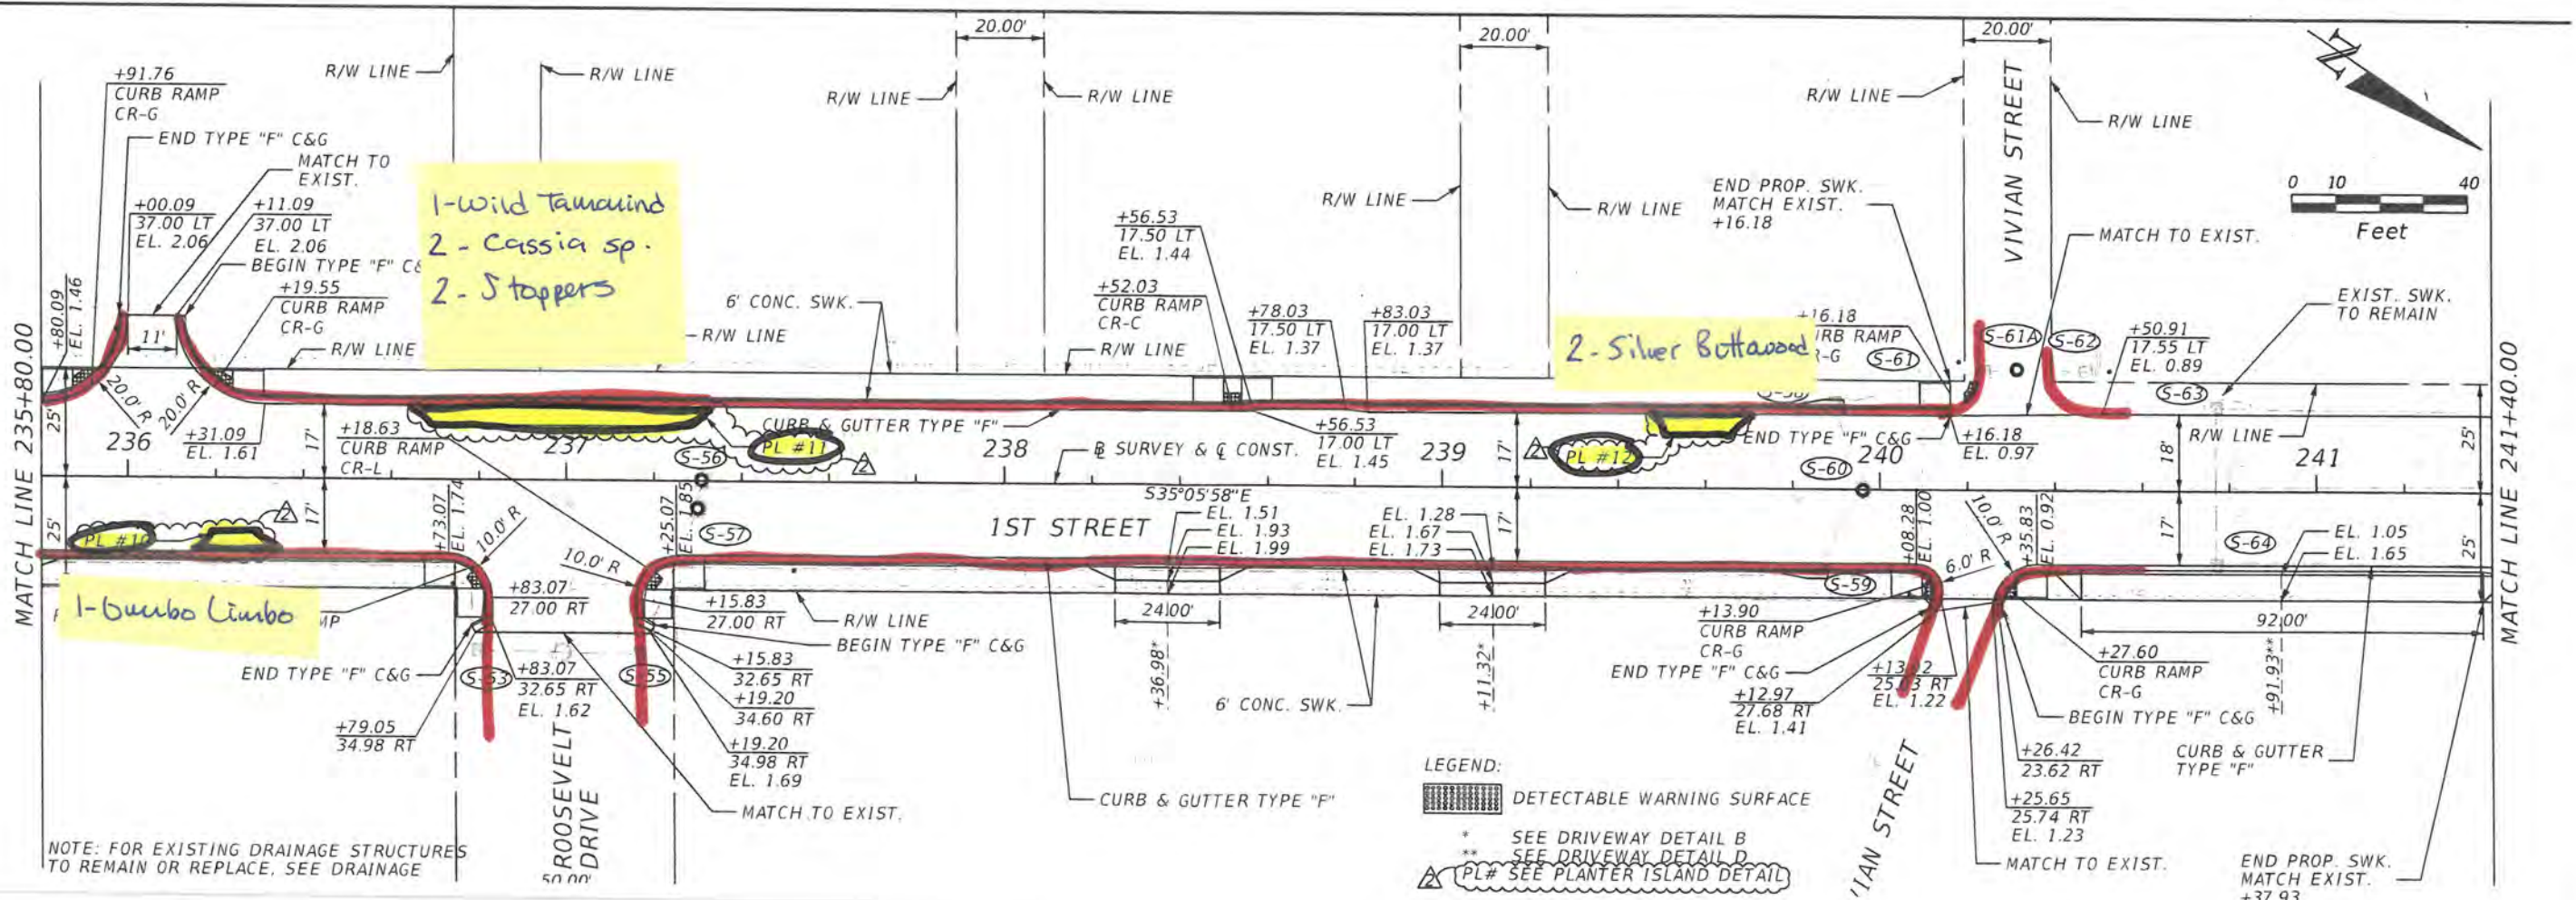 20.00'
20.00'
20.00'
N
+91.76
CURB RAMP
CR-G
END TYPE "F" C&G
MATCH TO
EXIST.
+00.09
37.00 LT
EL. 2.06
+11.09
37.00 LT
EL. 2.06
BEGIN TYPE "F" C&
+19.55
CURB RAMP
CR-G
+80.09
EL. 1.46
11'
20.0' R
20.0' R
R/W LINE
R/W LINE
R/W LINE
R/W LINE
R/W LINE
R/W LINE
1-Wild Tamarind
2 - Cassia sp.
2 - Stoppers
6' CONC. SWK.
R/W LINE
+56.53
17.50 LT
EL. 1.44
+52.03
CURB RAMP
CR-C
R/W LINE
+78.03
17.50 LT
EL. 1.37
+83.03
17.00 LT
EL. 1.37
R/W LINE
R/W LINE
R/W LINE
R/W LINE
END PROP. SWK.
MATCH EXIST.
+16.18
2-Silver Buttwood
+16.18
URB RAMP
R-G
S-61
VIVIAN STREET
MATCH TO EXIST.
0 10 40
Feet
EXIST. SWK.
TO REMAIN
S-61A
S-62
+50.91
17.55 LT
EL. 0.89
S-63
R/W LINE
MATCH LINE 235+80.00
MATCH LINE 241+40.00
25'
236
+31.09
EL. 1.61
17'
+18.63
CURB RAMP
CR-L
237
S-56
PL #11
2
CURB & GUTTER TYPE "F"
238
B SURVEY & C CONST.
+56.53
17.00 LT
EL. 1.45
239
17'
2
PL #12
END TYPE "F" C&G
S-60
240
+16.18
EL. 0.97
18'
241
25'
S35°05'58"E
1ST STREET
25'
PL #10
2
17'
+73.07
EL. 1.74
10.0' R
10.0' R
+25.07
EL. 1.85
S-57
EL. 1.51
EL. 1.93
EL. 1.99
EL. 1.28
EL. 1.67
EL. 1.73
17'
+08.28
EL. 1.00
10.0' R
6.0' R
+35.83
EL. 0.92
17'
S-64
EL. 1.05
EL. 1.65
25'
S-59
1-Gumbo Limbo
MP
+83.07
27.00 RT
+15.83
27.00 RT
R/W LINE
BEGIN TYPE "F" C&G
24.00'
24.00'
+36.98*
+11.32*
6' CONC. SWK.
+13.90
CURB RAMP
CR-G
END TYPE "F" C&G
92.00'
+91.93**
END TYPE "F" C&G
S-53
+83.07
32.65 RT
EL. 1.62
S-55
+15.83
32.65 RT
+19.20
34.60 RT
+19.20
34.98 RT
EL. 1.69
+79.05
34.98 RT
MATCH TO EXIST.
CURB & GUTTER TYPE "F"
25.03 RT
EL. 1.22
+12.97
27.68 RT
EL. 1.41
+27.60
CURB RAMP
CR-G
BEGIN TYPE "F" C&G
+26.42
23.62 RT
CURB & GUTTER
TYPE "F"
+25.65
25.74 RT
EL. 1.23
MATCH TO EXIST.
END PROP. SWK.
MATCH EXIST.
+37.93
ROOSEVELT
DRIVE
50.00'
'IAN STREET
LEGEND:
DETECTABLE WARNING SURFACE
* SEE DRIVEWAY DETAIL B
** SEE DRIVEWAY DETAIL D
2 PL# SEE PLANTER ISLAND DETAIL
NOTE: FOR EXISTING DRAINAGE STRUCTURES
TO REMAIN OR REPLACE, SEE DRAINAGE